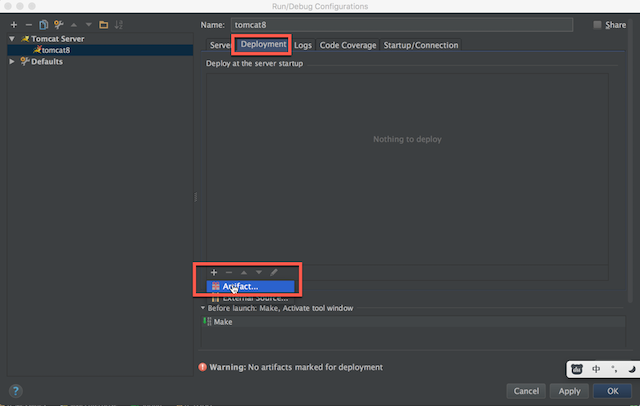 Run/Debug Configurations
Name: tomcat8
Share
Tomcat Server
tomcat8
Defaults
Server Deployment Logs Code Coverage Startup/Connection
Deploy at the server startup
Nothing to deploy
Artifact...
External Source...
Before launch: Make, Activate tool window
Make
Warning: No artifacts marked for deployment
中 °,
? Cancel Apply OK